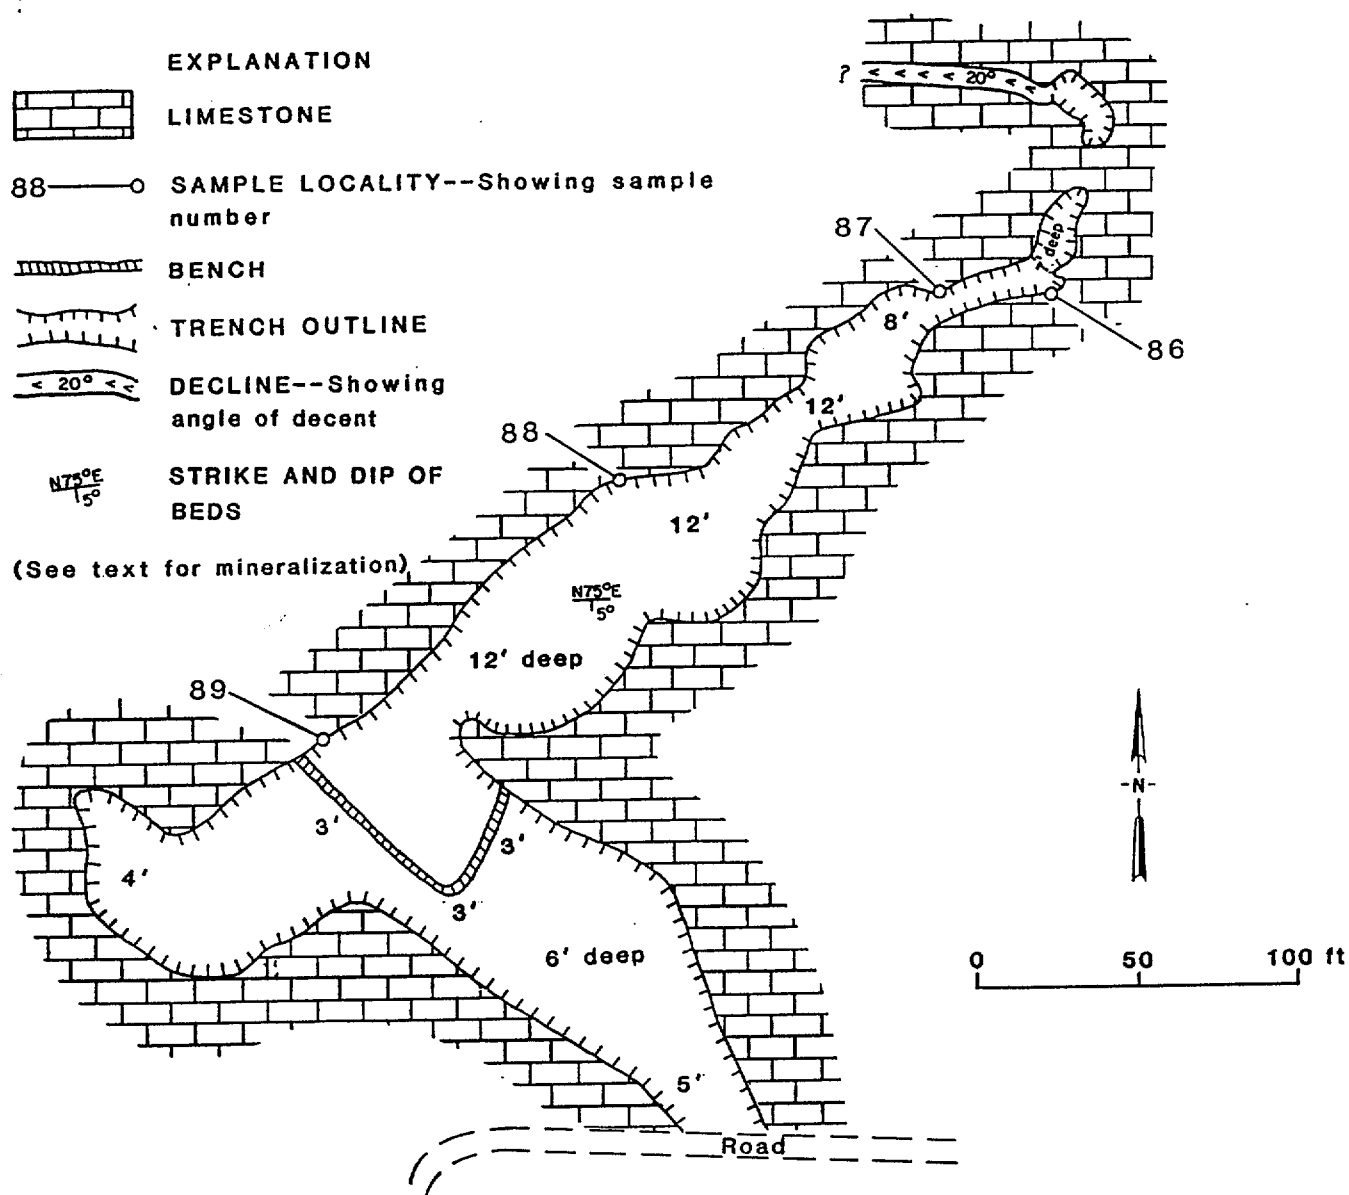 EXPLANATION
LIMESTONE
88 SAMPLE LOCALITY--Showing sample
number
BENCH
TRENCH OUTLINE
< 20° < < DECLINE--Showing
angle of decent
N75°E
5°
STRIKE AND DIP OF
BEDS
(See text for mineralization)
? < < < < < 20° < <
? deep
87
86
8'
12'
88
12'
N75°E
5°
12' deep
89
3'
3'
3'
4'
6' deep
5'
Road
N
0 50 100 ft